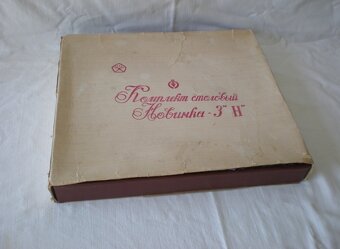 Комплект столовый
Новинка - 3"Н"